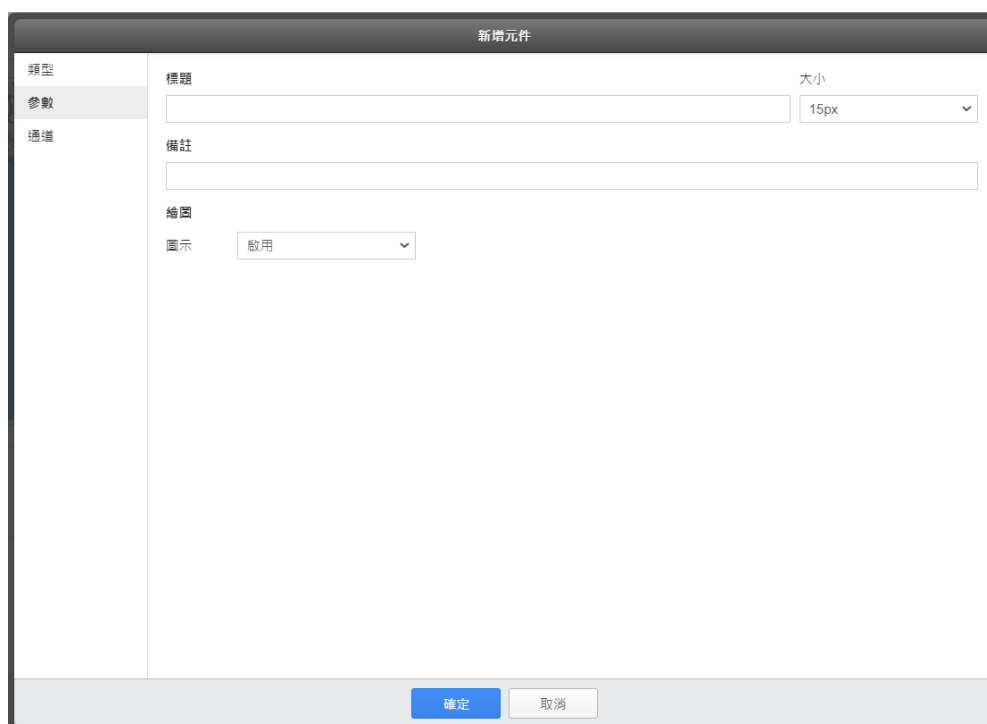 新增元件
類型
參數
通道
標題 大小
15px
備註
繪圖
圖示 啟用
確定 取消